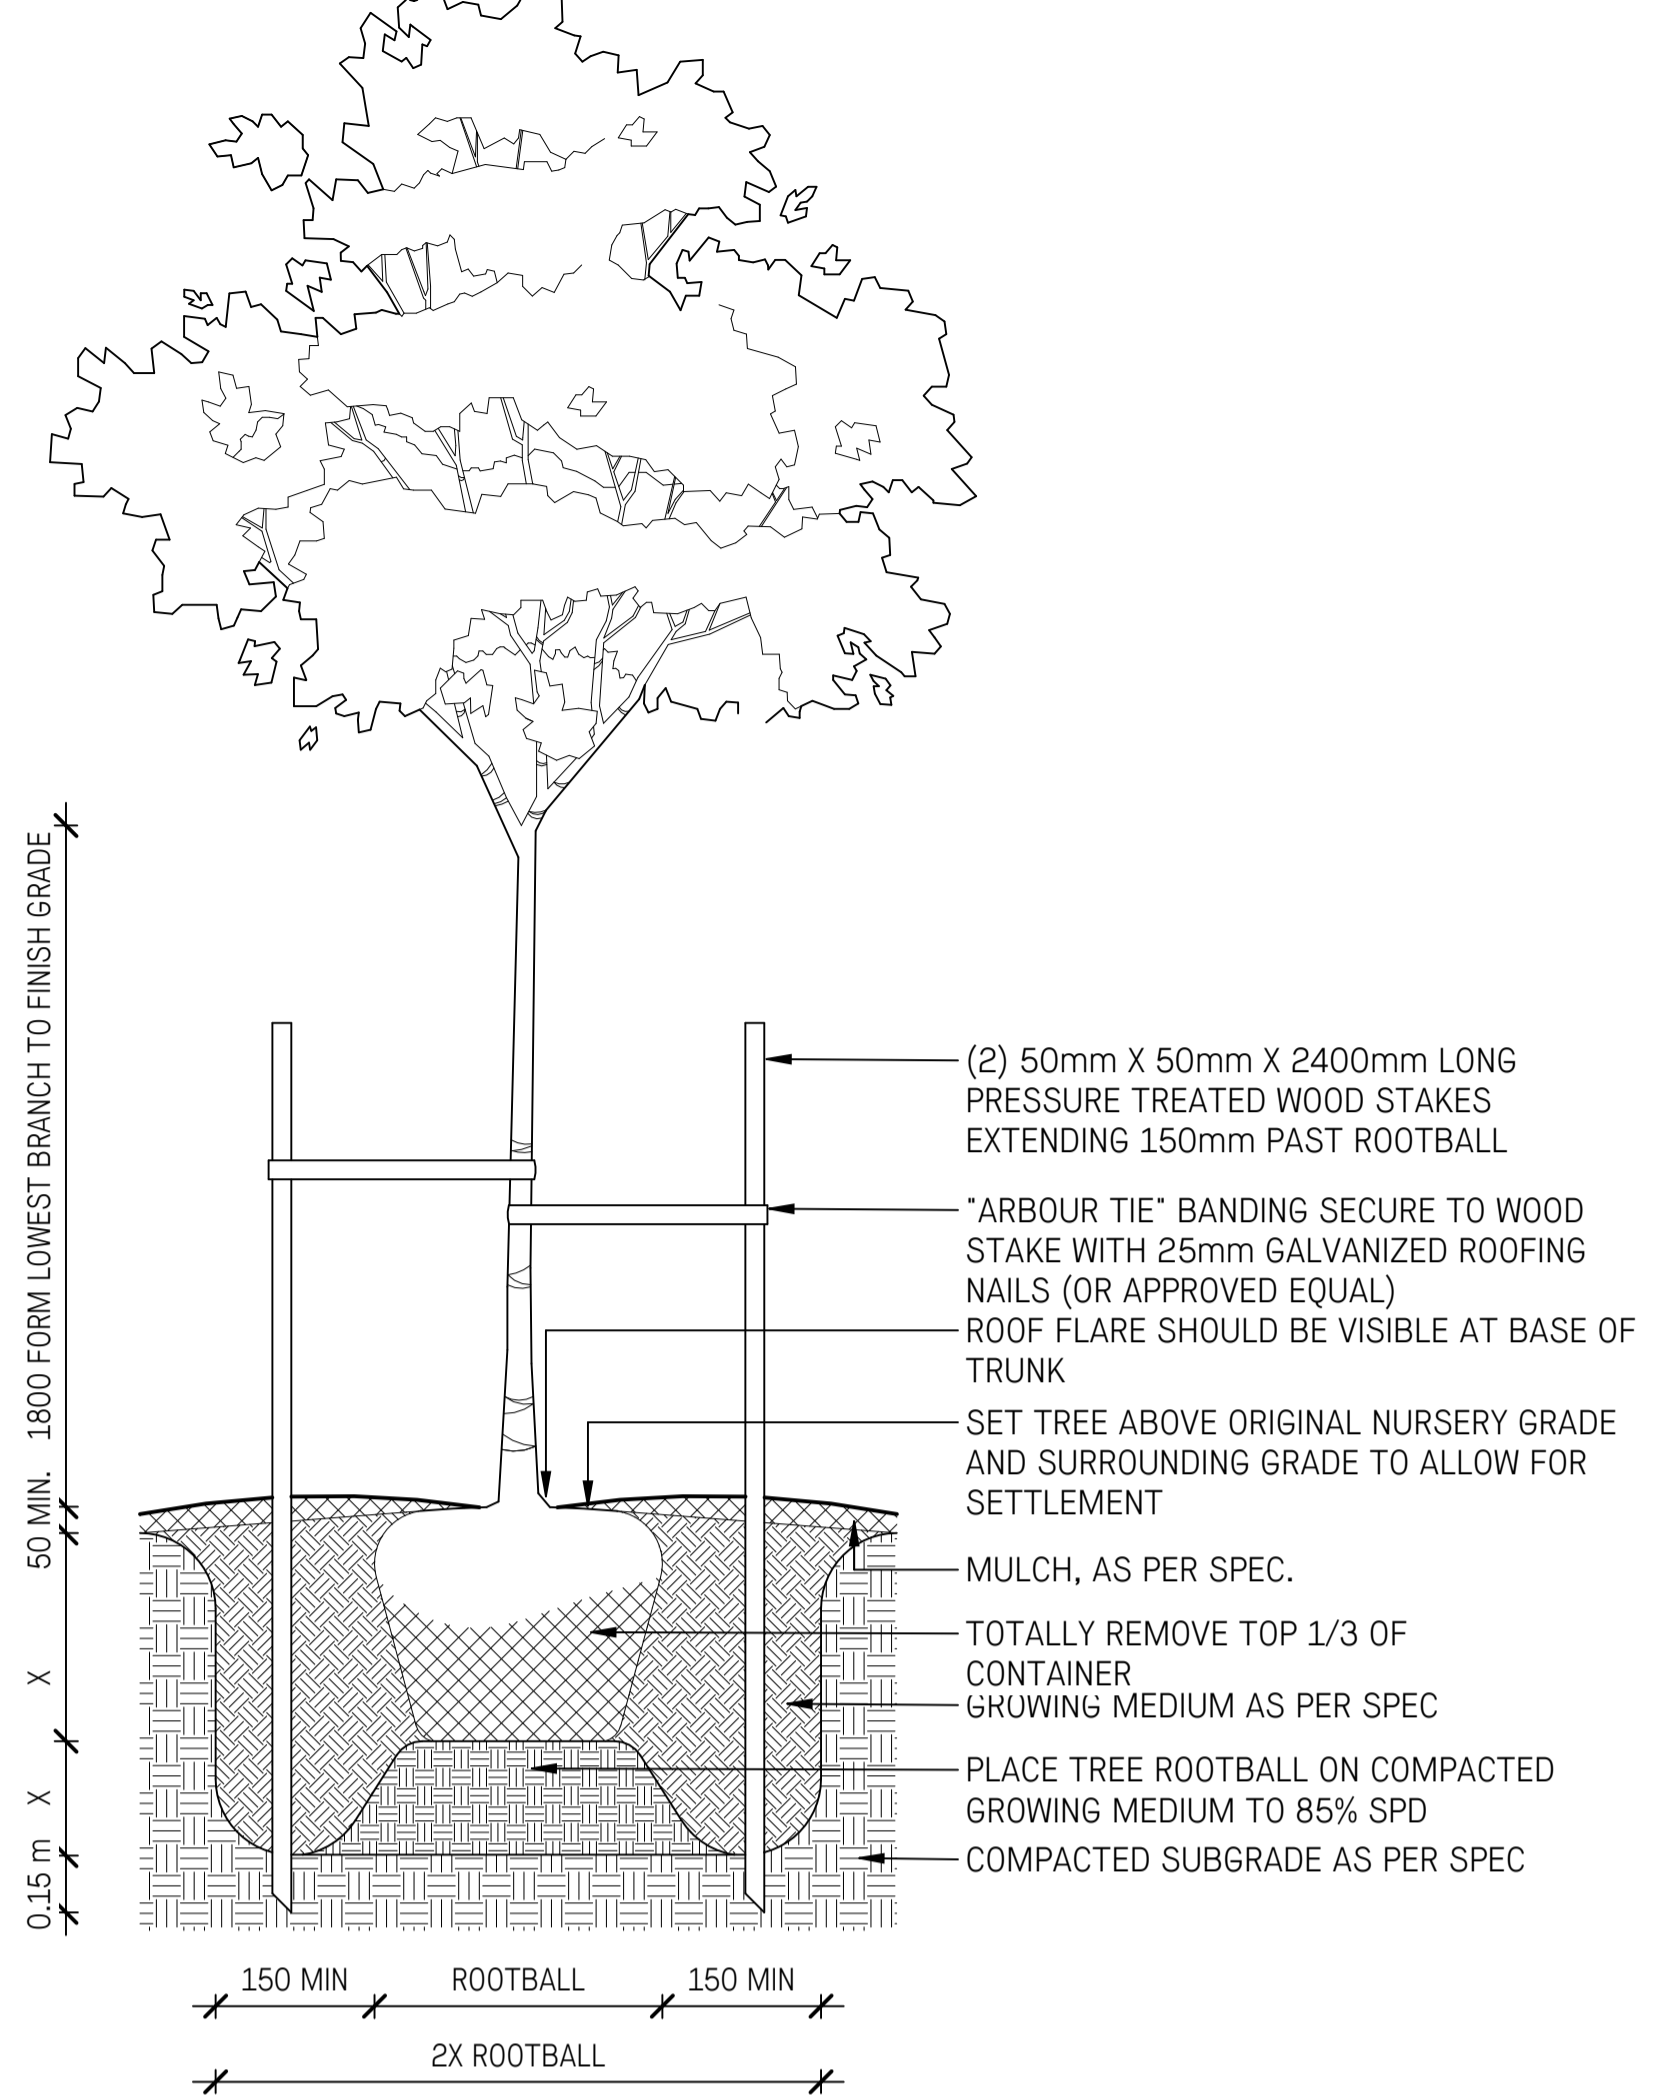 1800 FORM LOWEST BRANCH TO FINISH GRADE
50 MIN.
X
X
0.15 m
(2) 50mm X 50mm X 2400mm LONG
PRESSURE TREATED WOOD STAKES
EXTENDING 150mm PAST ROOTBALL
"ARBOUR TIE" BANDING SECURE TO WOOD
STAKE WITH 25mm GALVANIZED ROOFING
NAILS (OR APPROVED EQUAL)
ROOF FLARE SHOULD BE VISIBLE AT BASE OF
TRUNK
SET TREE ABOVE ORIGINAL NURSERY GRADE
AND SURROUNDING GRADE TO ALLOW FOR
SETTLEMENT
MULCH, AS PER SPEC.
TOTALLY REMOVE TOP 1/3 OF
CONTAINER
GROWING MEDIUM AS PER SPEC
PLACE TREE ROOTBALL ON COMPACTED
GROWING MEDIUM TO 85% SPD
COMPACTED SUBGRADE AS PER SPEC
150 MIN
ROOTBALL
150 MIN
2X ROOTBALL